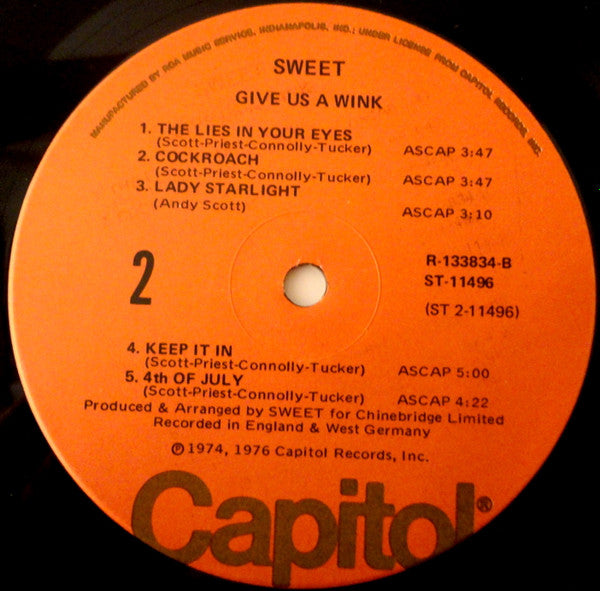 MANUFACTURED BY RCA MUSIC SERVICE, INDIANAPOLIS, IND.; UNDER LICENSE FROM CAPITOL RECORDS, INC.
SWEET
GIVE US A WINK
1. THE LIES IN YOUR EYES
(Scott-Priest-Connolly-Tucker) ASCAP 3:47
2. COCKROACH
(Scott-Priest-Connolly-Tucker) ASCAP 3:47
3. LADY STARLIGHT
(Andy Scott) ASCAP 3:10
2
R-133834-B
ST-11496
(ST 2-11496)
4. KEEP IT IN
(Scott-Priest-Connolly-Tucker) ASCAP 5:00
5. 4th OF JULY
(Scott-Priest-Connolly-Tucker) ASCAP 4:22
Produced & Arranged by SWEET for Chinebridge Limited
Recorded in England & West Germany
℗ 1974, 1976 Capitol Records, Inc.
Capitol®